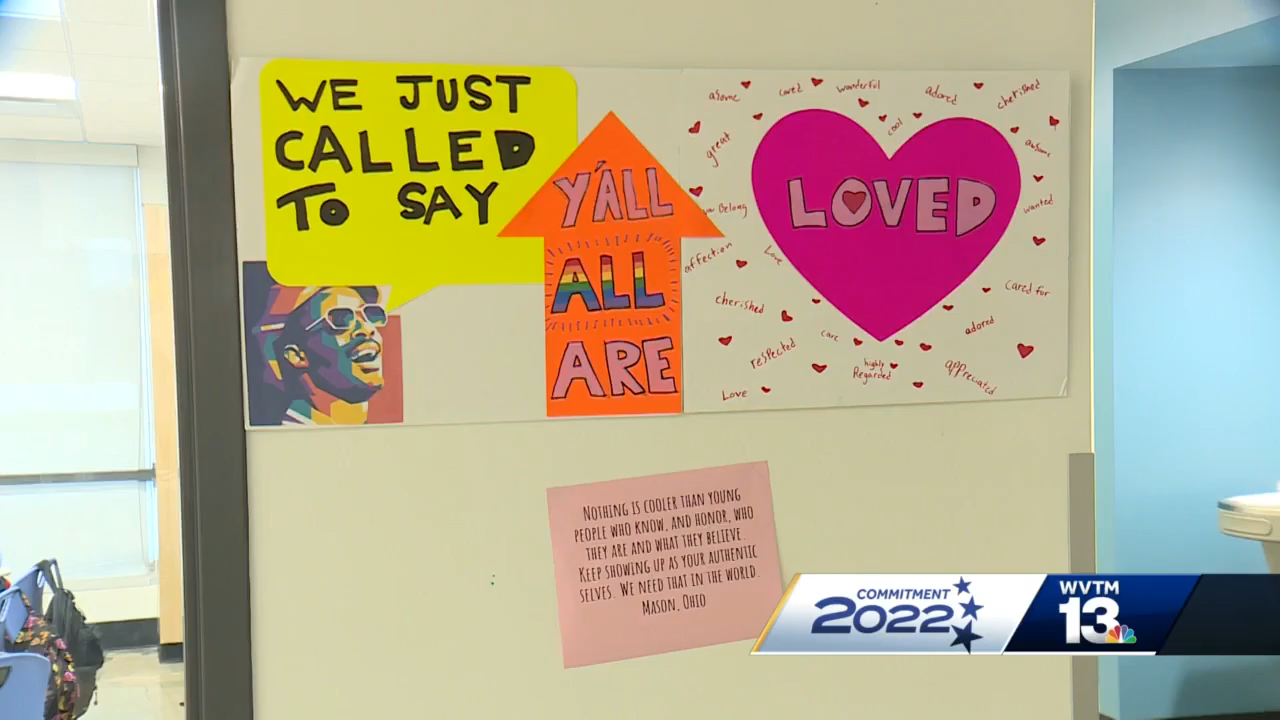 WE JUST
CALLED
TO SAY
Y'ALL
ALL
ARE
LOVED
asome
loved
wonderful
adored
cherished
great
cool
awsome
you Belong
wanted
affection
Love
cherished
cared for
respected
care
adored
highly
Regarded
appreciated
Love
NOTHING IS COOLER THAN YOUNG
PEOPLE WHO KNOW, AND HONOR, WHO
THEY ARE AND WHAT THEY BELIEVE.
KEEP SHOWING UP AS YOUR AUTHENTIC
SELVES. WE NEED THAT IN THE WORLD.
MASON, OHIO
COMMITMENT
2022
WVTM
13